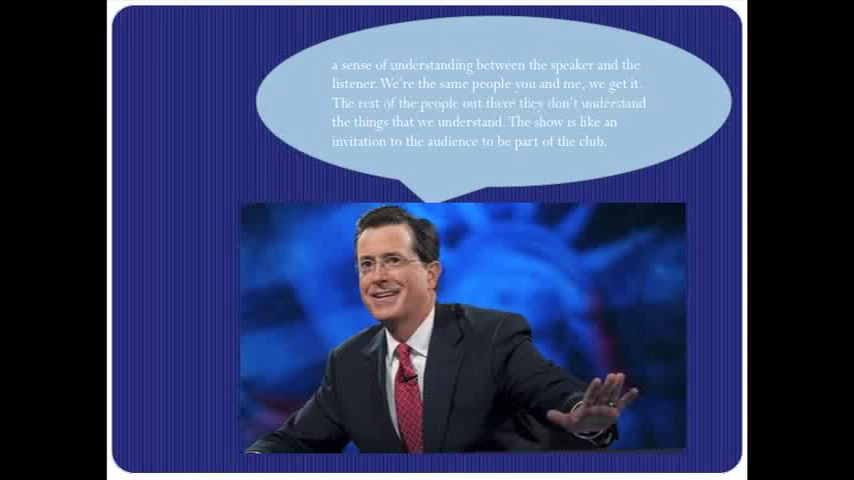 a sense of understanding between the speaker and the
listener. We're the same people you and me, we get it.
The rest of the people out there they don't understand
the things that we understand. The show is like an
invitation to the audience to be part of the club.